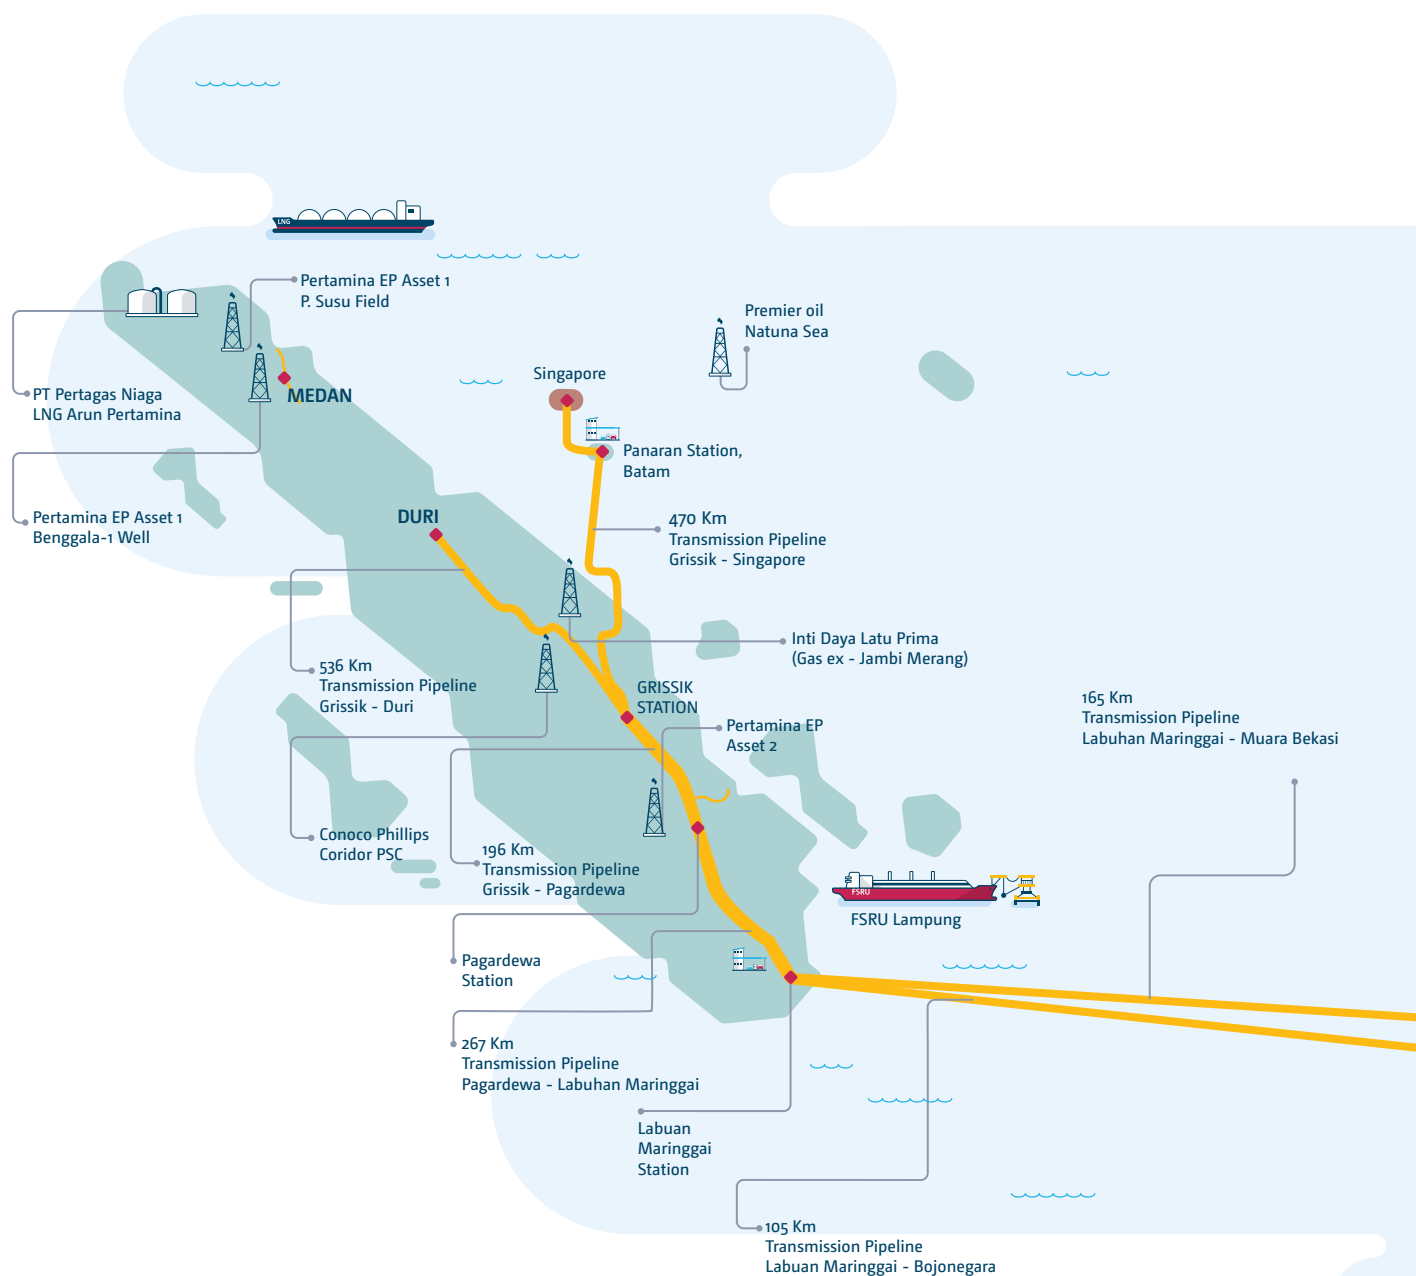 LNG
Pertamina EP Asset 1
P. Susu Field
Premier oil
Natuna Sea
Singapore
PT Pertagas Niaga
LNG Arun Pertamina
MEDAN
Panaran Station,
Batam
Pertamina EP Asset 1
Benggala-1 Well
DURI
470 Km
Transmission Pipeline
Grissik - Singapore
Inti Daya Latu Prima
(Gas ex - Jambi Merang)
536 Km
Transmission Pipeline
Grissik - Duri
GRISSIK
STATION
165 Km
Transmission Pipeline
Labuhan Maringgai - Muara Bekasi
Pertamina EP
Asset 2
Conoco Phillips
Coridor PSC
196 Km
Transmission Pipeline
Grissik - Pagardewa
FSRU
FSRU Lampung
Pagardewa
Station
267 Km
Transmission Pipeline
Pagardewa - Labuhan Maringgai
Labuan
Maringgai
Station
105 Km
Transmission Pipeline
Labuan Maringgai - Bojonegara